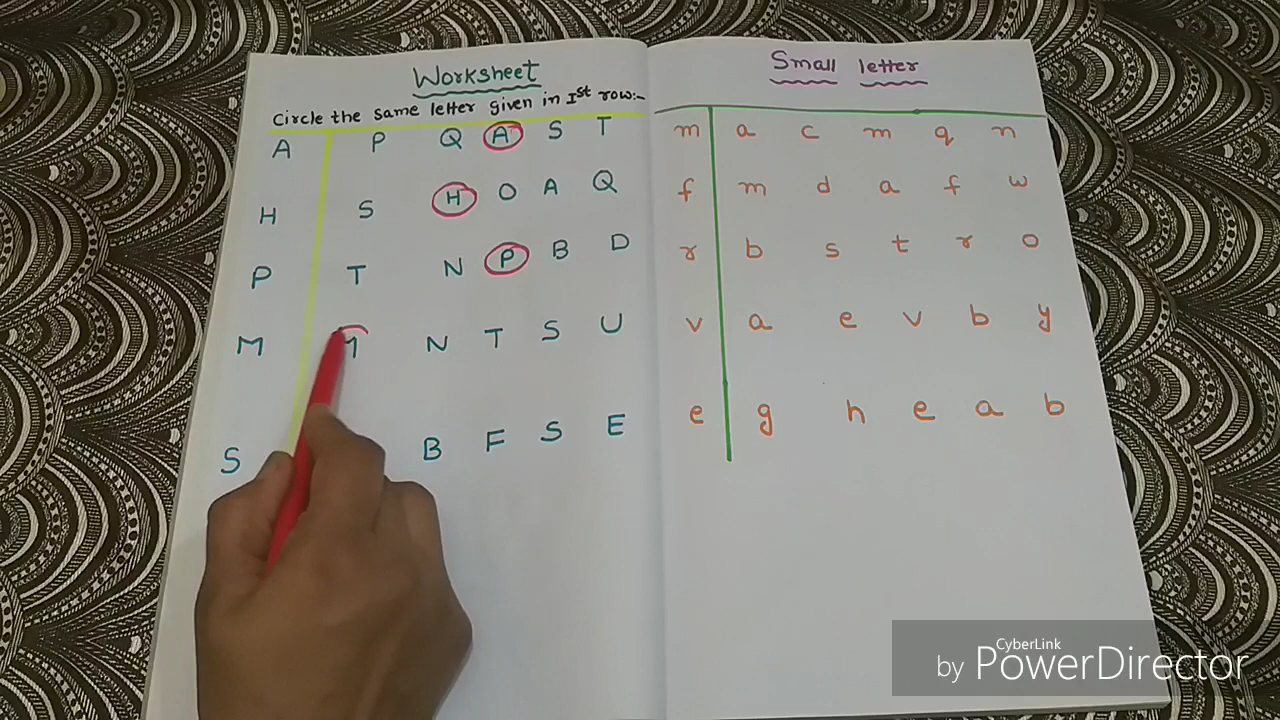 Worksheet
Circle the same letter given in Ist row:-
A P Q A S T
H S H O A Q
P T N P B D
M M N T S U
S B F S E
Small letter
m a c m q n
f m d a f w
r b s t r o
v a e v b y
e g h e a b
CyberLink
by PowerDirector